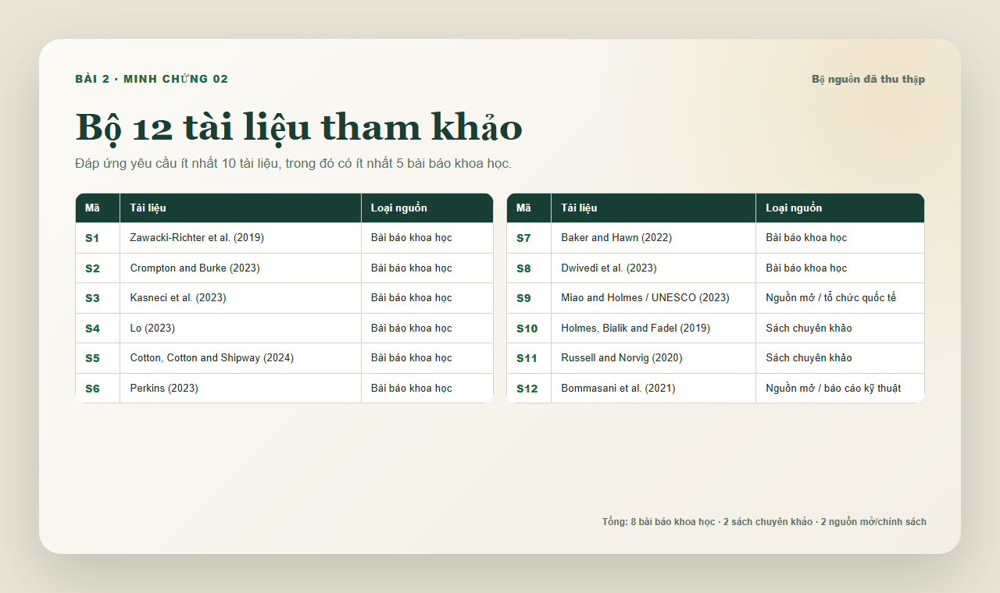 BÀI 2 · MINH CHỨNG 02
Bộ nguồn đã thu thập
Bộ 12 tài liệu tham khảo
Đáp ứng yêu cầu ít nhất 10 tài liệu, trong đó có ít nhất 5 bài báo khoa học.
Mã Tài liệu Loại nguồn
S1 Zawacki-Richter et al. (2019) Bài báo khoa học
S2 Crompton and Burke (2023) Bài báo khoa học
S3 Kasneci et al. (2023) Bài báo khoa học
S4 Lo (2023) Bài báo khoa học
S5 Cotton, Cotton and Shipway (2024) Bài báo khoa học
S6 Perkins (2023) Bài báo khoa học
Mã Tài liệu Loại nguồn
S7 Baker and Hawn (2022) Bài báo khoa học
S8 Dwivedi et al. (2023) Bài báo khoa học
S9 Miao and Holmes / UNESCO (2023) Nguồn mở / tổ chức quốc tế
S10 Holmes, Bialik and Fadel (2019) Sách chuyên khảo
S11 Russell and Norvig (2020) Sách chuyên khảo
S12 Bommasani et al. (2021) Nguồn mở / báo cáo kỹ thuật
Tổng: 8 bài báo khoa học · 2 sách chuyên khảo · 2 nguồn mở/chính sách